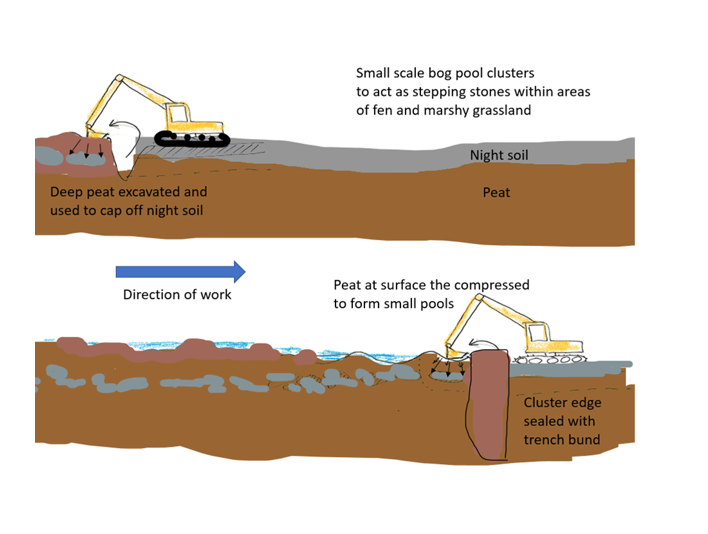 Small scale bog pool clusters
to act as stepping stones within areas
of fen and marshy grassland
Night soil
Deep peat excavated and
used to cap off night soil
Peat
Direction of work
Peat at surface the compressed
to form small pools
Cluster edge
sealed with
trench bund